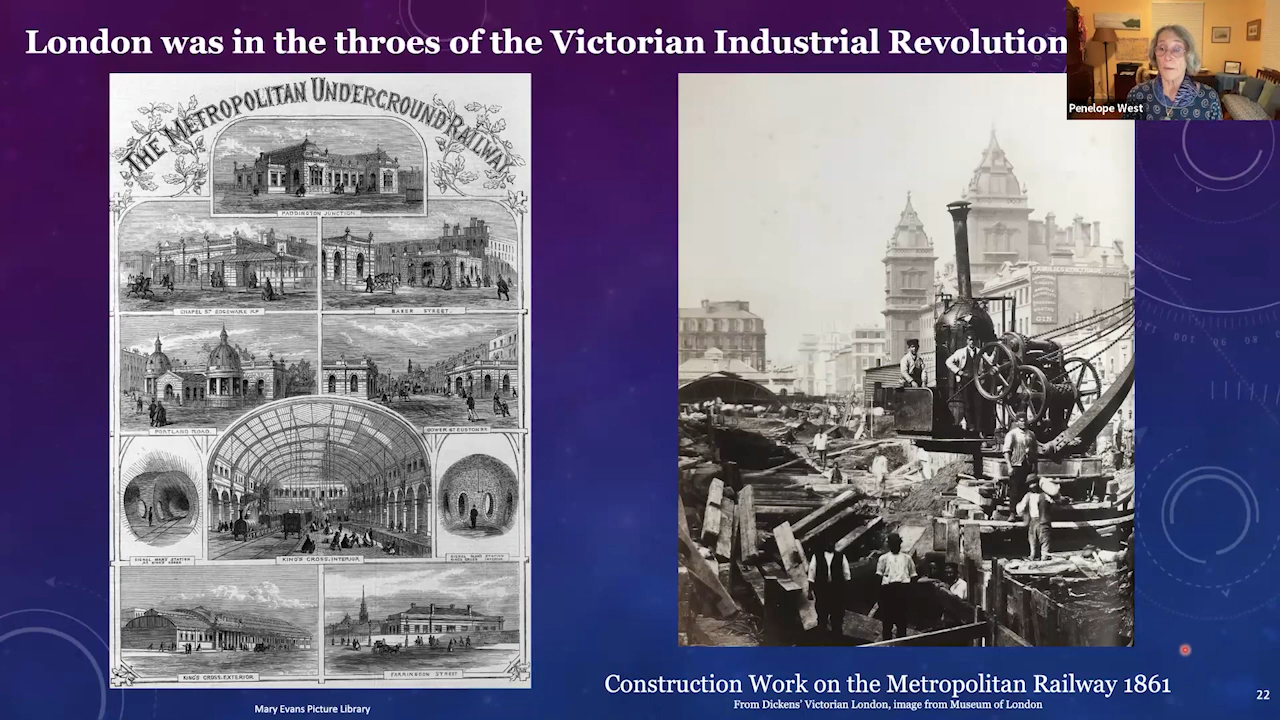 London was in the throes of the Victorian Industrial Revolution
Penelope West
THE METROPOLITAN UNDERGROUND RAILWAY
PADDINGTON JUNCTION.
CHAPEL ST EDGEWARE RD
BAKER STREET.
PORTLAND ROAD.
GOWER ST EUSTON RD
KING'S CROSS, INTERIOR
KING'S CROSS, EXTERIOR
FARRINGDON STREET
GIN
Mary Evans Picture Library
Construction Work on the Metropolitan Railway 1861
From Dickens' Victorian London, image from Museum of London
22